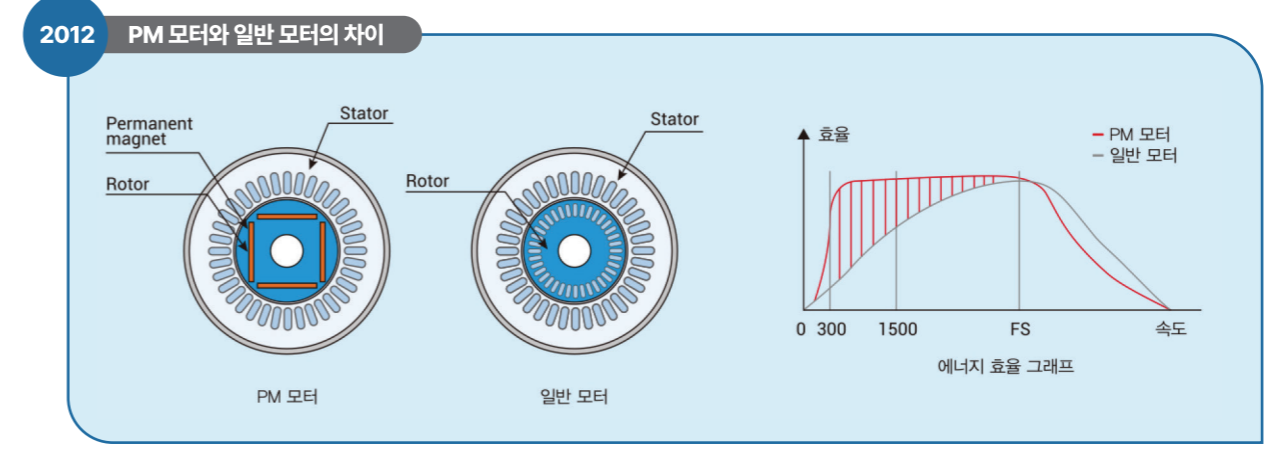 2012
PM 모터와 일반 모터의 차이
Permanent
magnet
Stator
Rotor
PM 모터
Stator
Rotor
일반 모터
효율
PM 모터
일반 모터
0 300 1500 FS 속도
에너지 효율 그래프